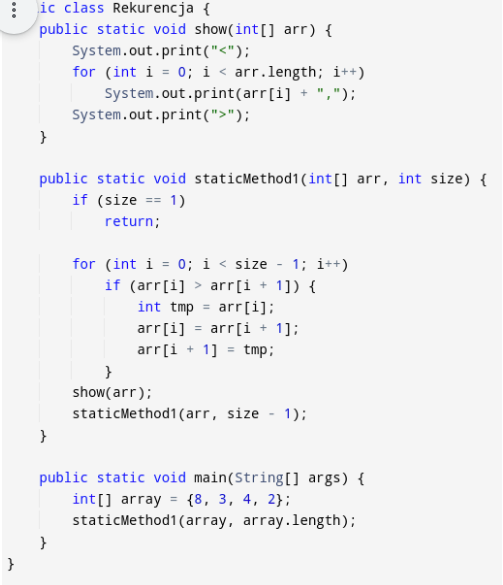 ic class Rekurencja {
    public static void show(int[] arr) {
        System.out.print("<");
        for (int i = 0; i < arr.length; i++)
            System.out.print(arr[i] + ",");
        System.out.print(">");
    }

    public static void staticMethod1(int[] arr, int size) {
        if (size == 1)
            return;

        for (int i = 0; i < size - 1; i++)
            if (arr[i] > arr[i + 1]) {
                int tmp = arr[i];
                arr[i] = arr[i + 1];
                arr[i + 1] = tmp;
            }
        show(arr);
        staticMethod1(arr, size - 1);
    }

    public static void main(String[] args) {
        int[] array = {8, 3, 4, 2};
        staticMethod1(array, array.length);
    }
}